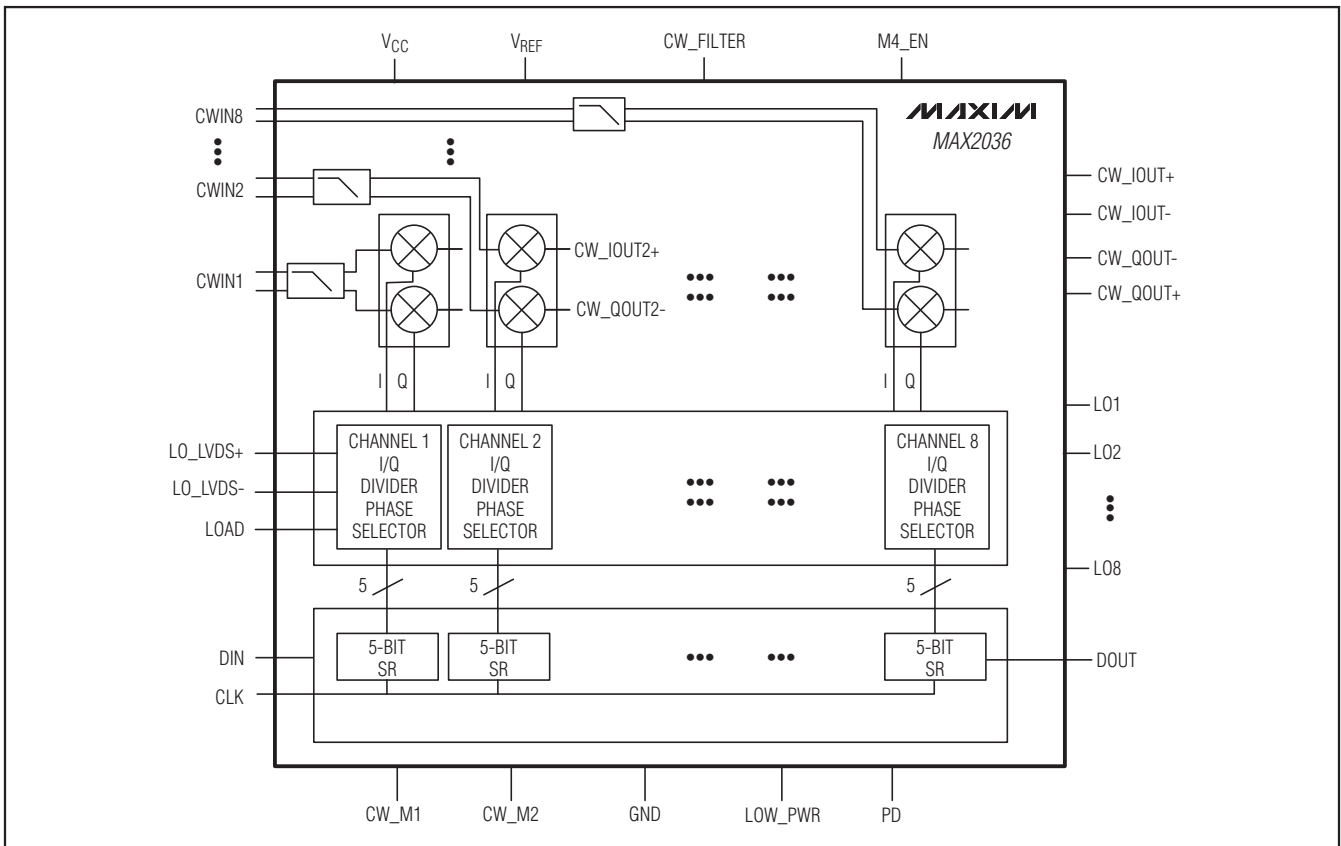 VCC
VREF
CW_FILTER
M4_EN
CWIN8
MAXIM
MAX2036
CWIN2
CW_IOUT+
CW_IOUT-
CW_IOUT2+
CW_QOUT-
CWIN1
CW_QOUT+
CW_QOUT2-
I Q
I Q
I Q
LO1
CHANNEL 1
I/Q
DIVIDER
PHASE
SELECTOR
CHANNEL 2
I/Q
DIVIDER
PHASE
SELECTOR
CHANNEL 8
I/Q
DIVIDER
PHASE
SELECTOR
LO_LVDS+
LO2
LO_LVDS-
LOAD
LO8
5
5
5
5-BIT
SR
5-BIT
SR
5-BIT
SR
DIN
DOUT
CLK
CW_M1
CW_M2
GND
LOW_PWR
PD